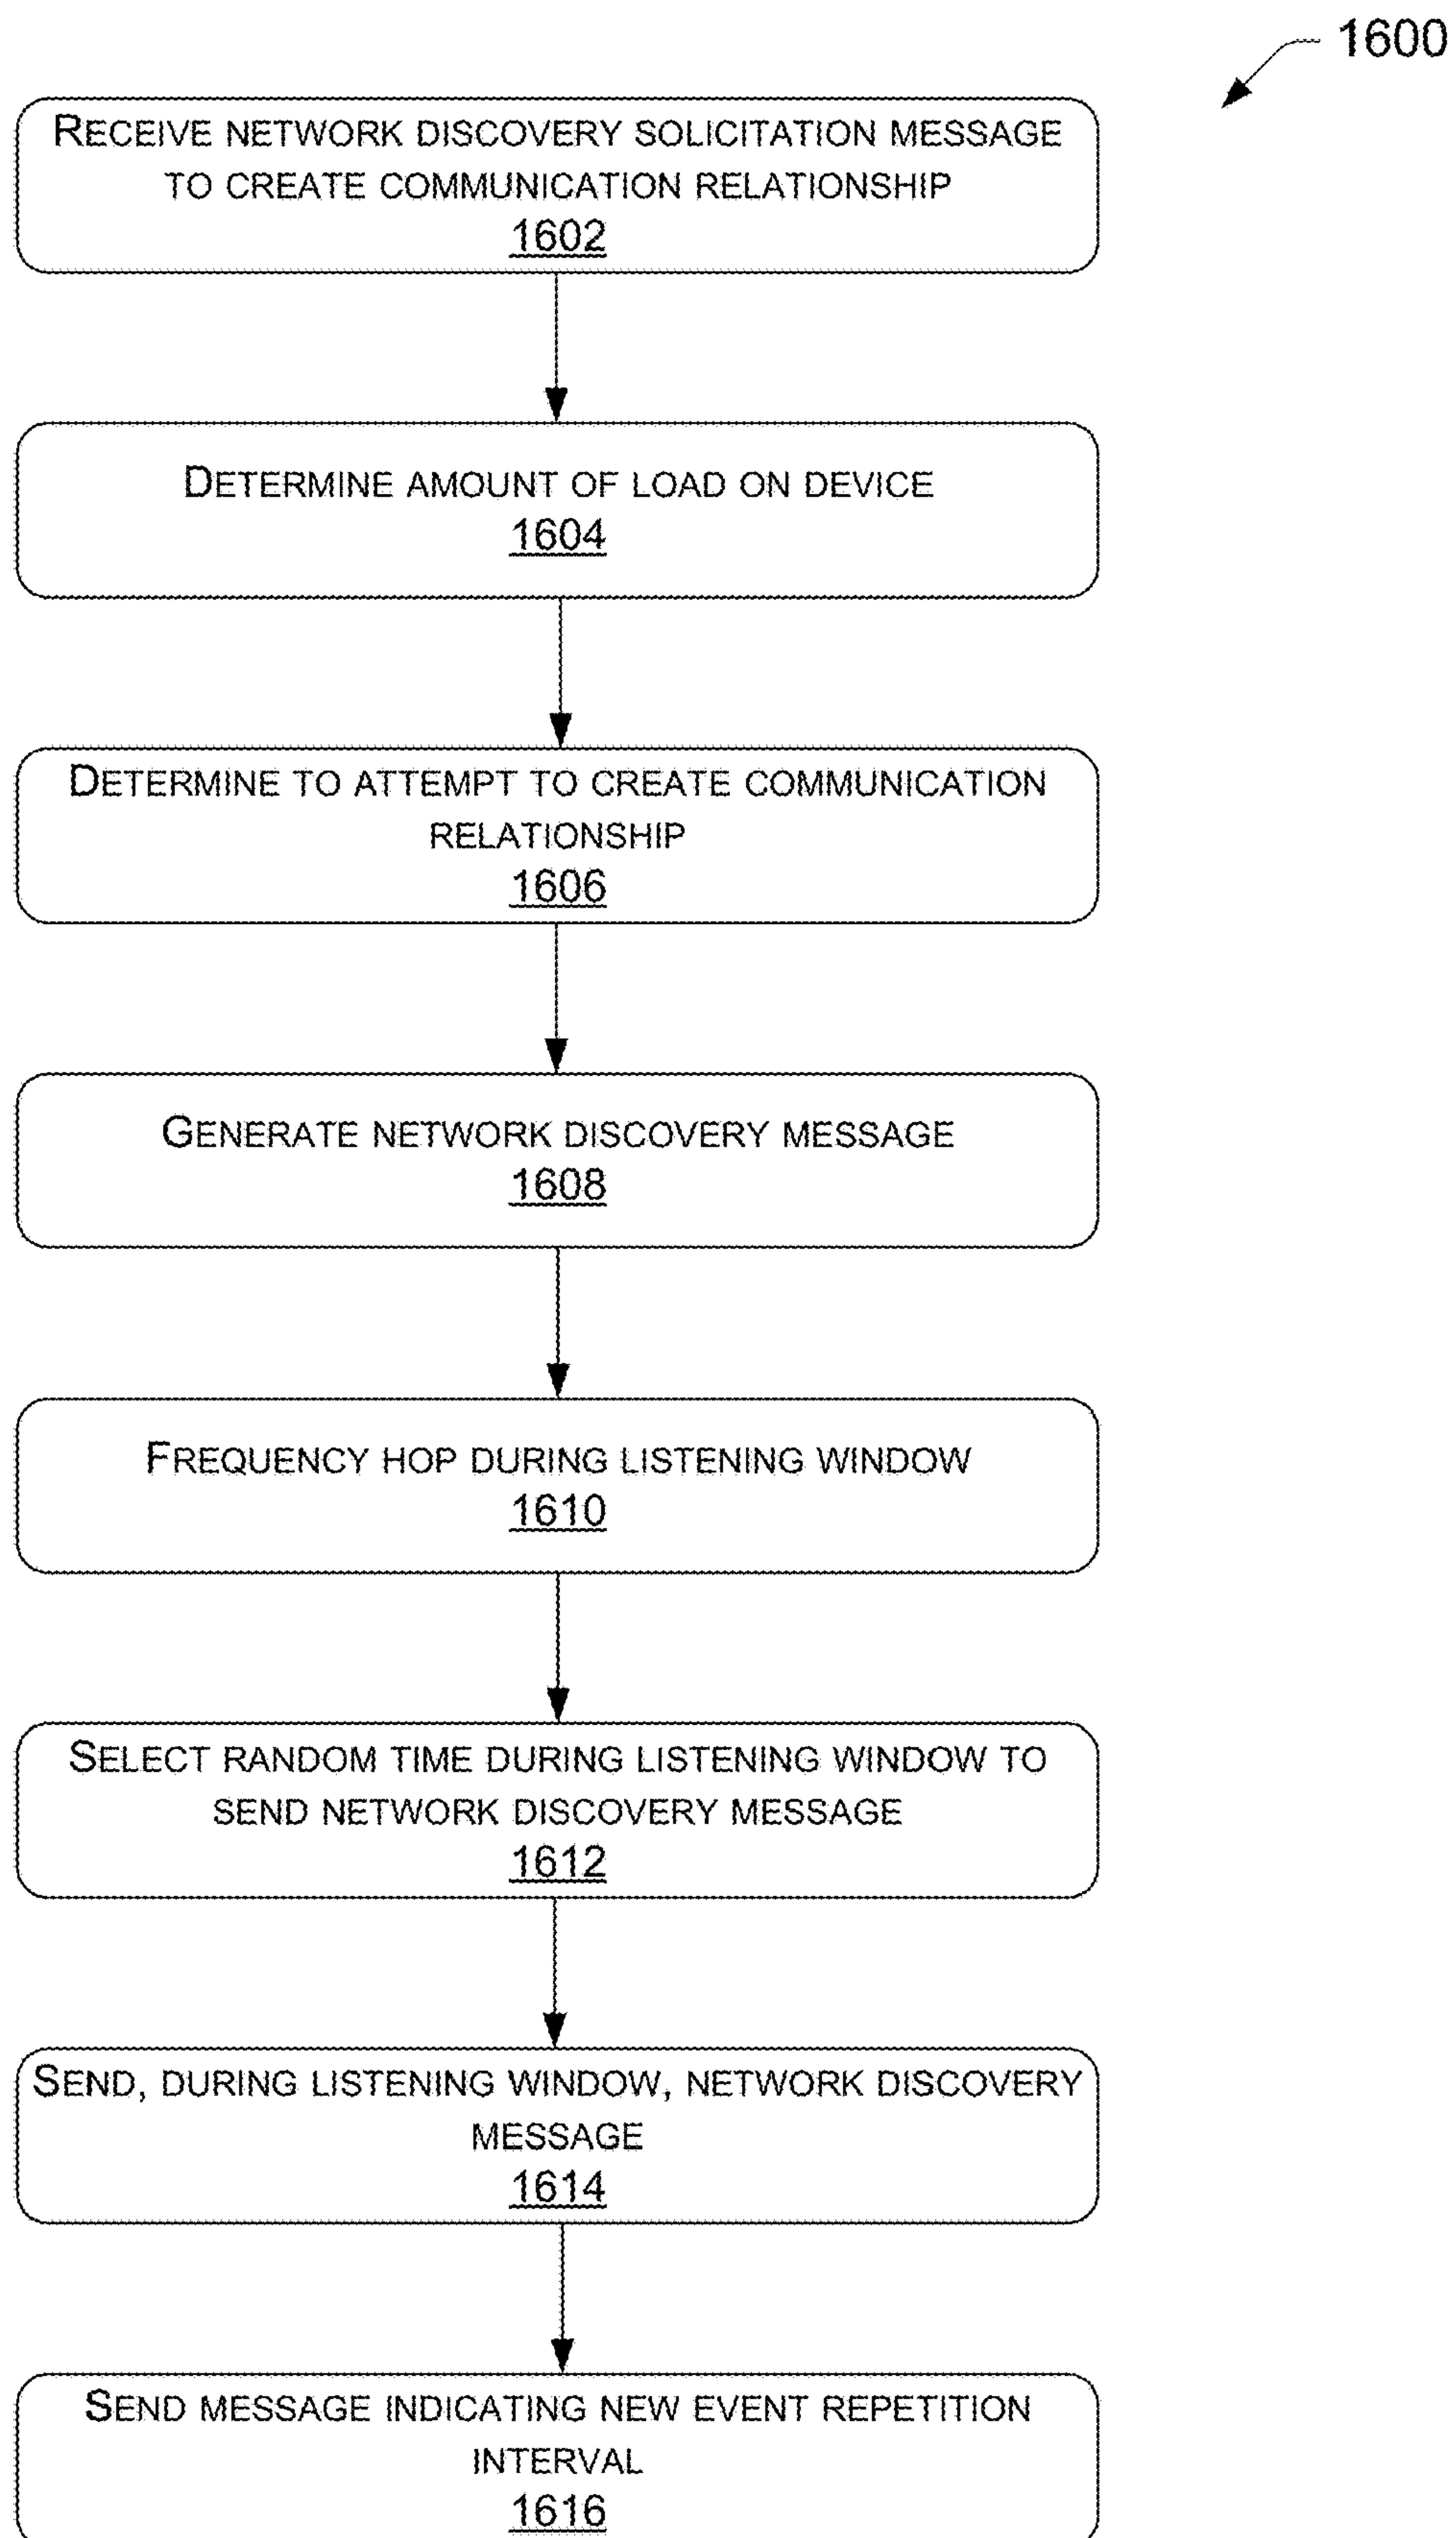 1600
RECEIVE NETWORK DISCOVERY SOLICITATION MESSAGE
TO CREATE COMMUNICATION RELATIONSHIP
1602
DETERMINE AMOUNT OF LOAD ON DEVICE
1604
DETERMINE TO ATTEMPT TO CREATE COMMUNICATION
RELATIONSHIP
1606
GENERATE NETWORK DISCOVERY MESSAGE
1608
FREQUENCY HOP DURING LISTENING WINDOW
1610
SELECT RANDOM TIME DURING LISTENING WINDOW TO
SEND NETWORK DISCOVERY MESSAGE
1612
SEND, DURING LISTENING WINDOW, NETWORK DISCOVERY
MESSAGE
1614
SEND MESSAGE INDICATING NEW EVENT REPETITION
INTERVAL
1616